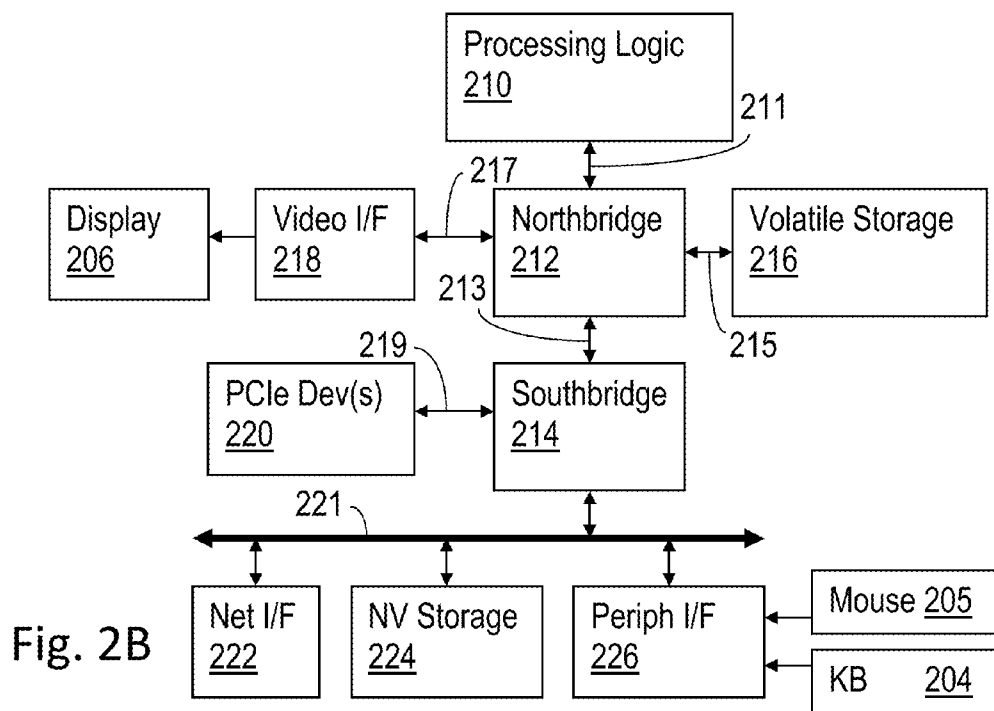 Processing Logic
210
211
217
Display
206
Video I/F
218
Northbridge
212
Volatile Storage
216
213
215
219
PCIe Dev(s)
220
Southbridge
214
221
Net I/F
222
NV Storage
224
Periph I/F
226
Mouse 205
KB 204
Fig. 2B